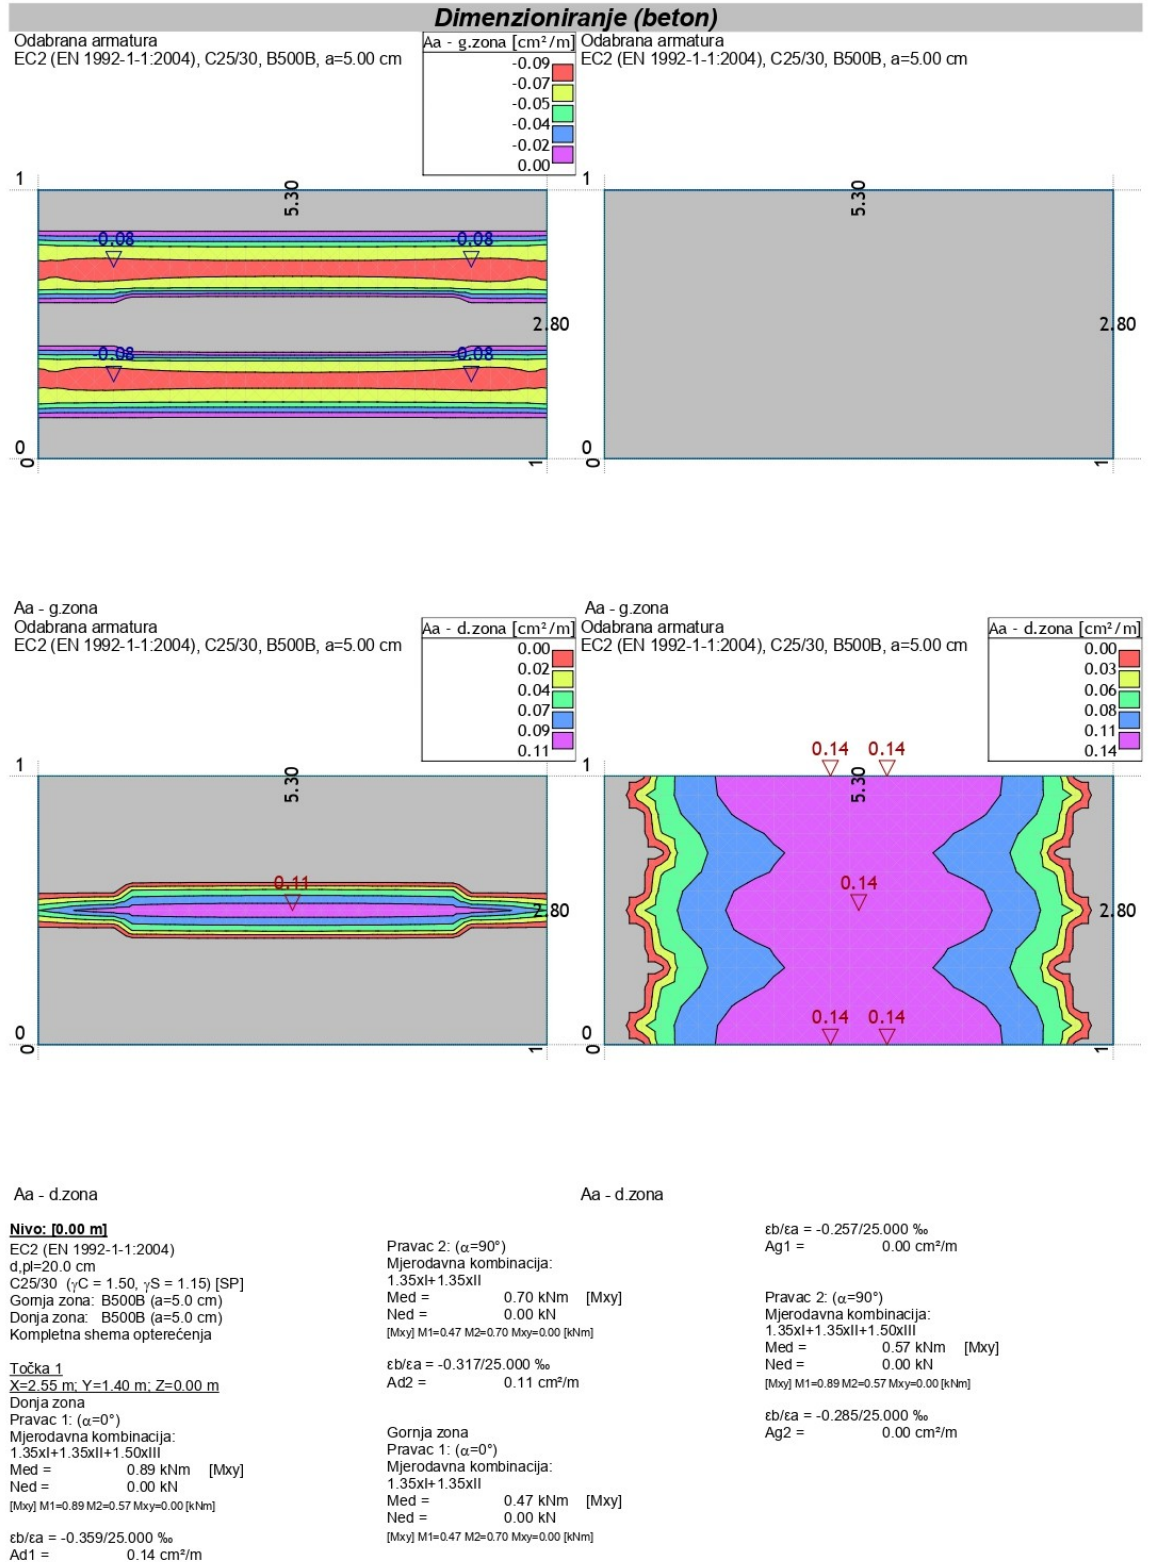 Dimenzioniranje (beton)
Odabrana armatura
EC2 (EN 1992-1-1:2004), C25/30, B500B, a=5.00 cm
Aa - g.zona [cm²/m]
-0.09
-0.07
-0.05
-0.04
-0.02
0.00
1
5.30
-0.08
-0.08
2.80
-0.08
-0.08
0
0
1
Aa - g.zona
Odabrana armatura
EC2 (EN 1992-1-1:2004), C25/30, B500B, a=5.00 cm
1
5.30
2.80
0
0
1
Aa - g.zona
Odabrana armatura
EC2 (EN 1992-1-1:2004), C25/30, B500B, a=5.00 cm
Aa - d.zona [cm²/m]
0.00
0.02
0.04
0.07
0.09
0.11
1
5.30
0.11
2.80
0
0
1
Aa - d.zona
Odabrana armatura
EC2 (EN 1992-1-1:2004), C25/30, B500B, a=5.00 cm
Aa - d.zona [cm²/m]
0.00
0.03
0.06
0.08
0.11
0.14
0.14 0.14
1
5.30
0.14
2.80
0.14 0.14
0
0
1
Aa - d.zona
Nivo: [0.00 m]
EC2 (EN 1992-1-1:2004)
d,pl=20.0 cm
C25/30 (γC = 1.50, γS = 1.15) [SP]
Gornja zona: B500B (a=5.0 cm)
Donja zona: B500B (a=5.0 cm)
Kompletna shema opterećenja
Točka 1
X=2.55 m; Y=1.40 m; Z=0.00 m
Donja zona
Pravac 1: (α=0°)
Mjerodavna kombinacija:
1.35xI+1.35xII+1.50xIII
Med = 0.89 kNm [Mxy]
Ned = 0.00 kN
[Mxy] M1=0.89 M2=0.57 Mxy=0.00 [kNm]
εb/εa = -0.359/25.000 ‰
Ad1 = 0.14 cm²/m
Pravac 2: (α=90°)
Mjerodavna kombinacija:
1.35xI+1.35xII
Med = 0.70 kNm [Mxy]
Ned = 0.00 kN
[Mxy] M1=0.47 M2=0.70 Mxy=0.00 [kNm]
εb/εa = -0.317/25.000 ‰
Ad2 = 0.11 cm²/m
Gornja zona
Pravac 1: (α=0°)
Mjerodavna kombinacija:
1.35xI+1.35xII
Med = 0.47 kNm [Mxy]
Ned = 0.00 kN
[Mxy] M1=0.47 M2=0.70 Mxy=0.00 [kNm]
εb/εa = -0.257/25.000 ‰
Ag1 = 0.00 cm²/m
Pravac 2: (α=90°)
Mjerodavna kombinacija:
1.35xI+1.35xII+1.50xIII
Med = 0.57 kNm [Mxy]
Ned = 0.00 kN
[Mxy] M1=0.89 M2=0.57 Mxy=0.00 [kNm]
εb/εa = -0.285/25.000 ‰
Ag2 = 0.00 cm²/m